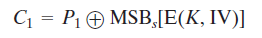 C₁ = P₁ ⊕ MSBₛ[E(K, IV)]